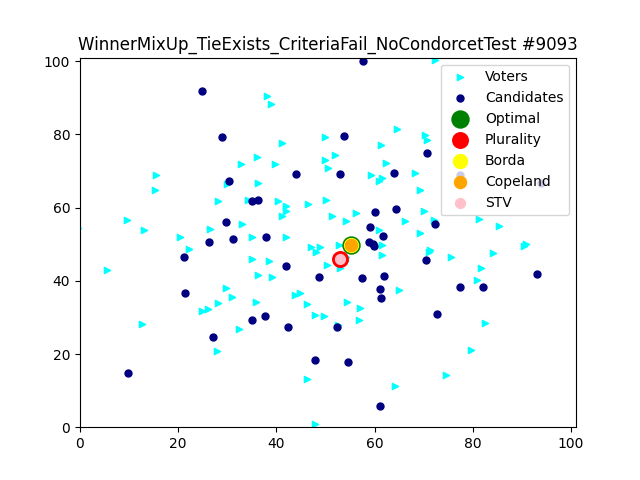 WinnerMixUp_TieExists_CriteriaFail_NoCondorcetTest #9093
100
80
60
40
20
0
0 20 40 60 80 100
Voters
Candidates
Optimal
Plurality
Borda
Copeland
STV